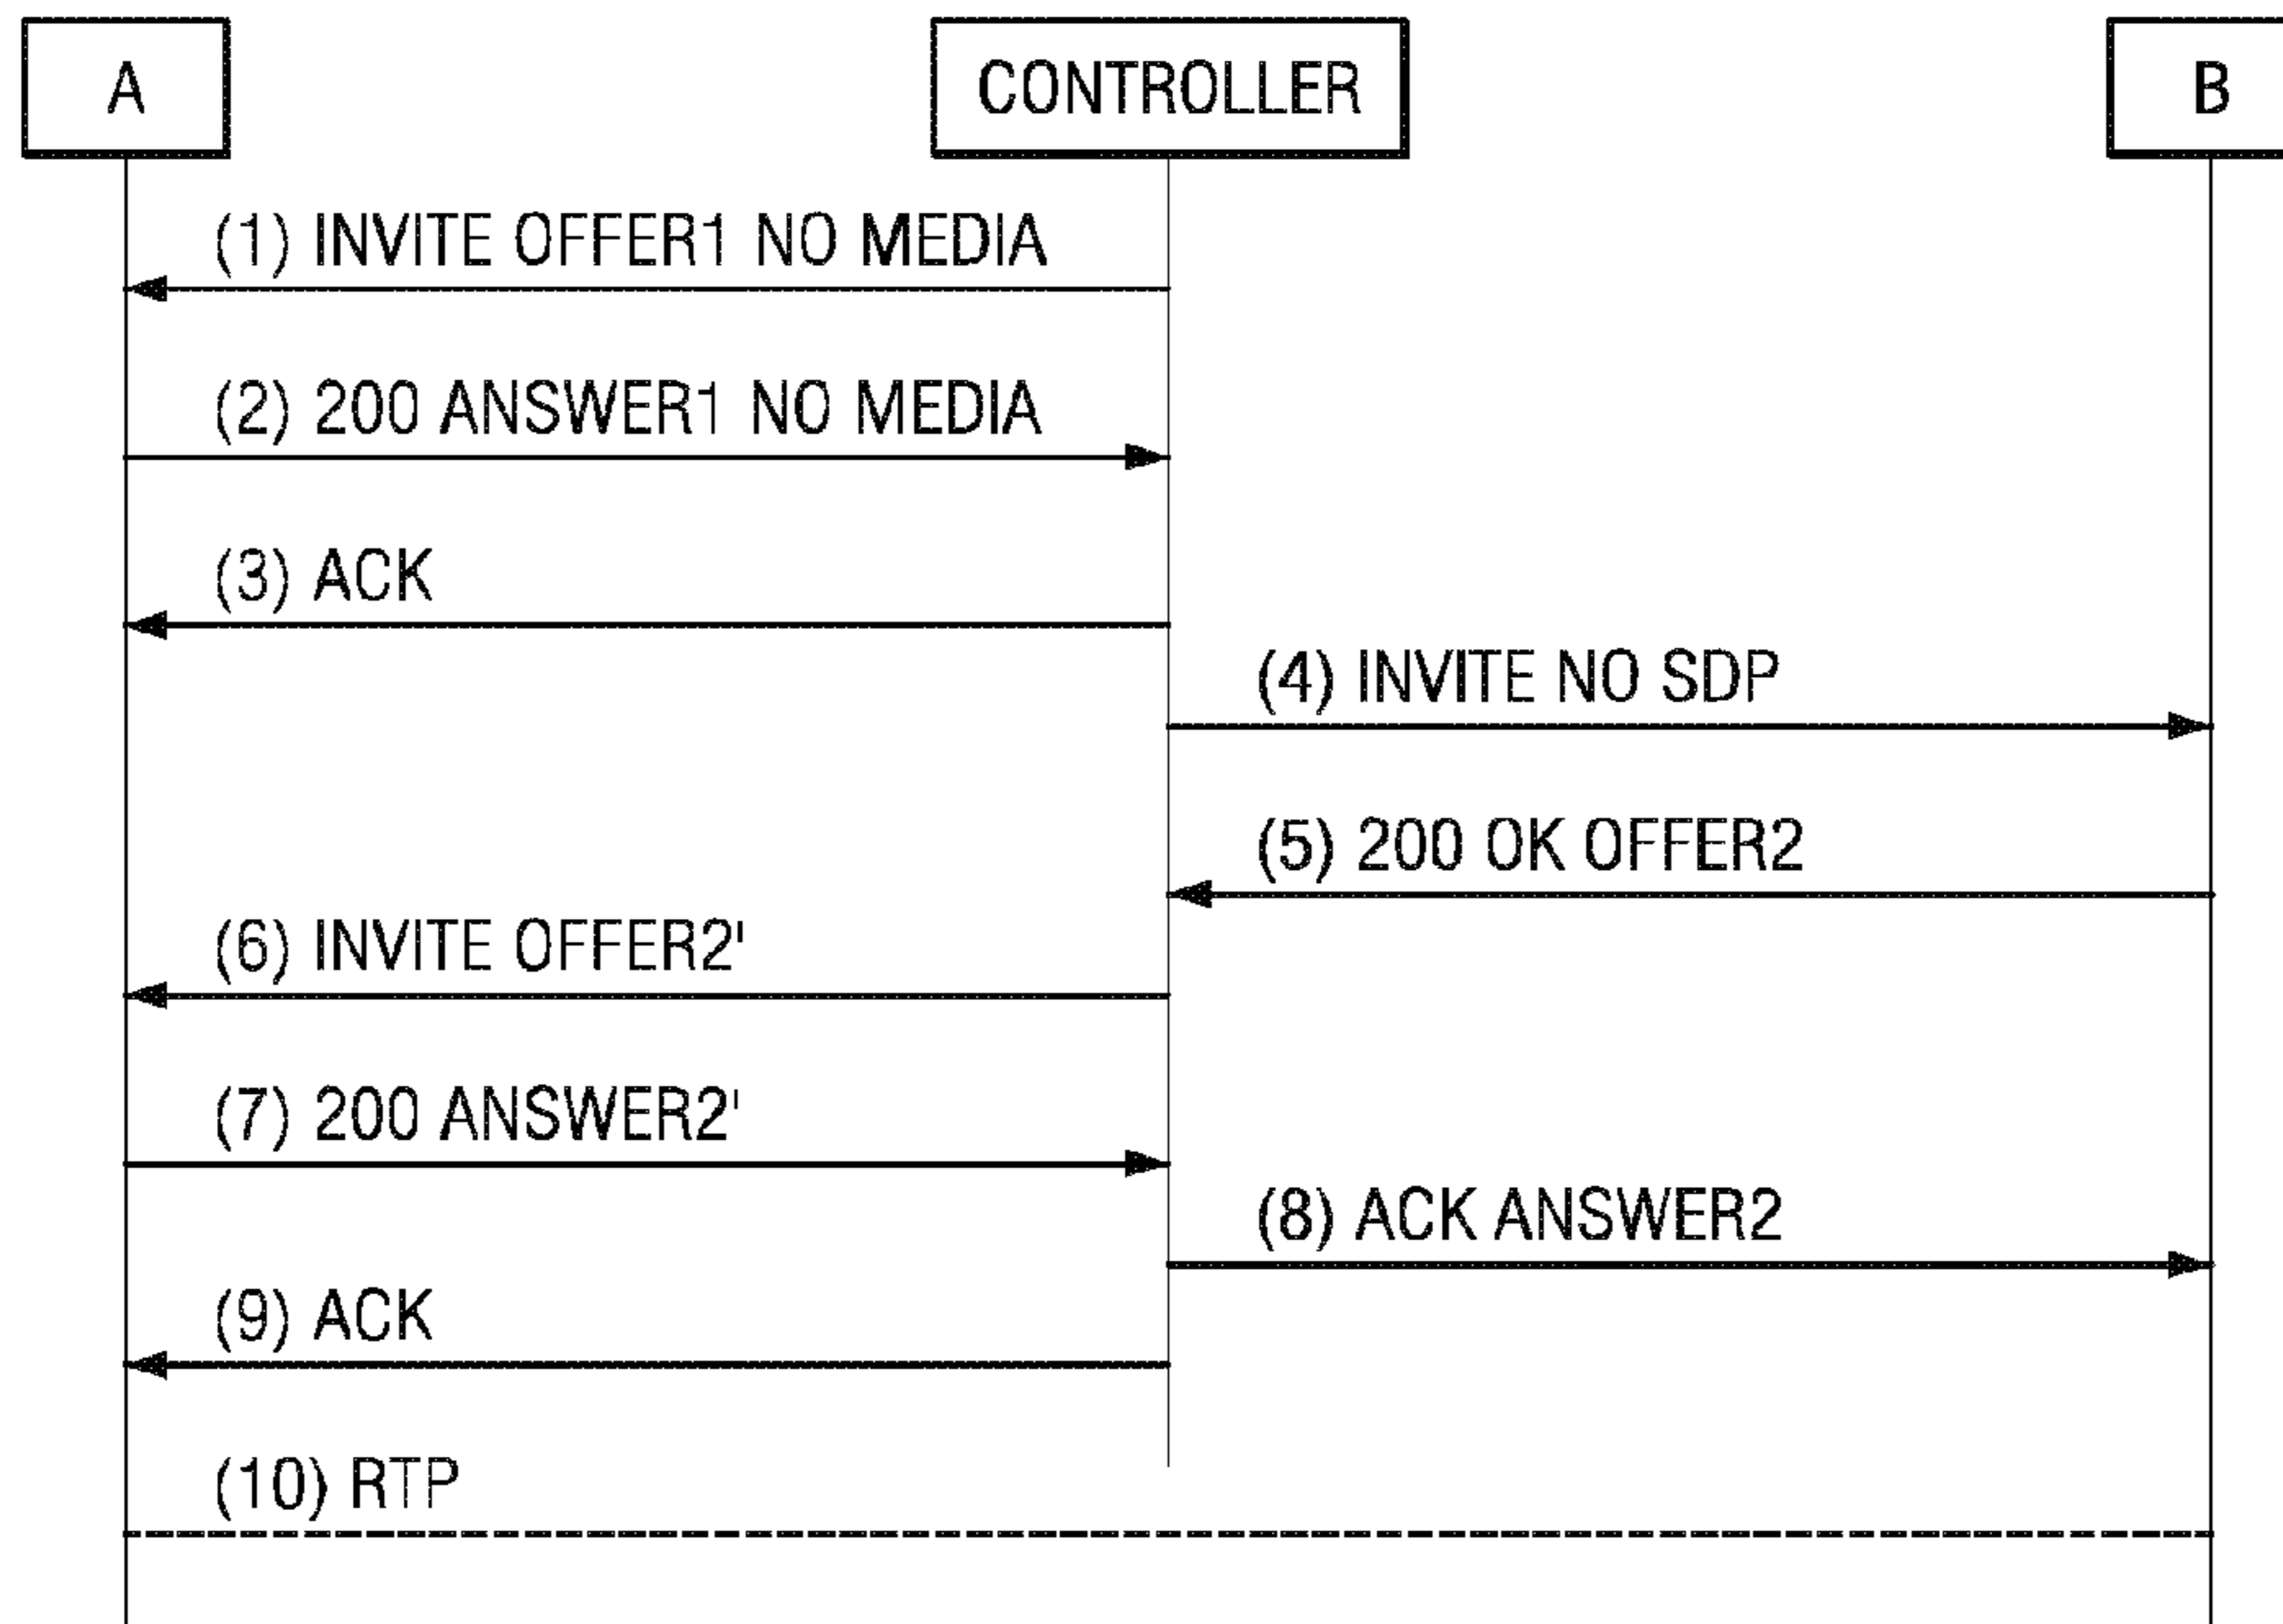 A
CONTROLLER
B
(1) INVITE OFFER1 NO MEDIA
(2) 200 ANSWER1 NO MEDIA
(3) ACK
(4) INVITE NO SDP
(5) 200 OK OFFER2
(6) INVITE OFFER2'
(7) 200 ANSWER2'
(8) ACK ANSWER2
(9) ACK
(10) RTP